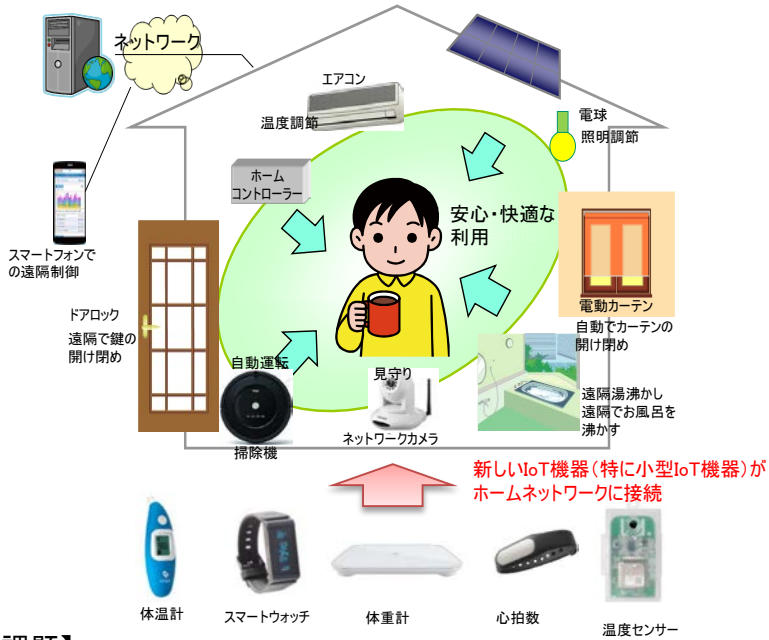 ネットワーク
エアコン
温度調節
電球
照明調節
ホーム
コントローラー
安心・快適な
利用
スマートフォンで
の遠隔制御
ドアロック
遠隔で鍵の
開け閉め
電動カーテン
自動でカーテンの
開け閉め
自動運転
掃除機
見守り
ネットワークカメラ
遠隔湯沸かし
遠隔でお風呂を
沸かす
新しいIoT機器（特に小型IoT機器）が
ホームネットワークに接続
体温計
スマートウォッチ
体重計
心拍数
温度センサー